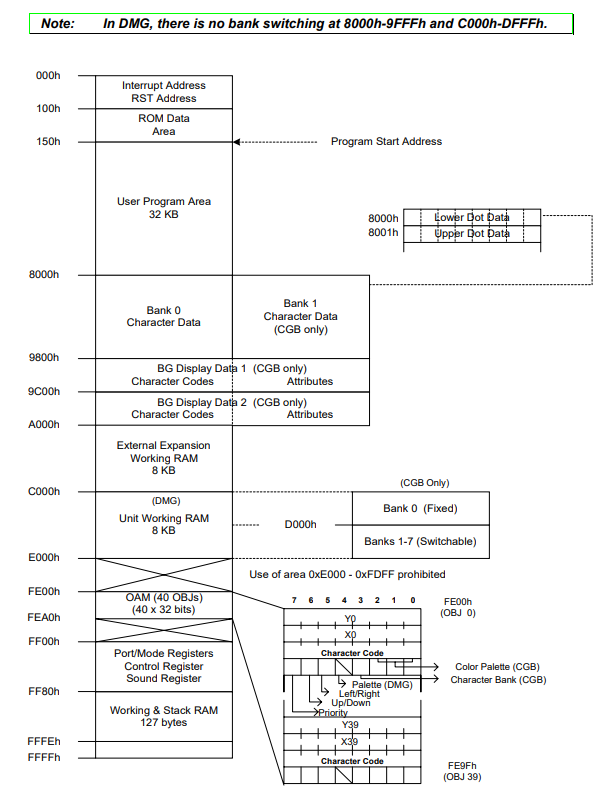 Note: In DMG, there is no bank switching at 8000h-9FFFh and C000h-DFFFh.
000h
Interrupt Address
RST Address
100h
ROM Data
Area
150h
Program Start Address
User Program Area
32 KB
8000h
Lower Dot Data
8001h
Upper Dot Data
8000h
Bank 0
Character Data
Bank 1
Character Data
(CGB only)
9800h
BG Display Data 1 (CGB only)
Character Codes Attributes
9C00h
BG Display Data 2 (CGB only)
Character Codes Attributes
A000h
External Expansion
Working RAM
8 KB
C000h
(DMG)
Unit Working RAM
8 KB
D000h
(CGB Only)
Bank 0 (Fixed)
Banks 1-7 (Switchable)
E000h
Use of area 0xE000 - 0xFDFF prohibited
FE00h
OAM (40 OBJs)
(40 x 32 bits)
FEA0h
FF00h
Port/Mode Registers
Control Register
Sound Register
FF80h
Working & Stack RAM
127 bytes
FFFEh
FFFFh
7 6 5 4 3 2 1 0
FE00h
(OBJ 0)
Y0
X0
Character Code
Color Palette (CGB)
Character Bank (CGB)
Palette (DMG)
Left/Right
Up/Down
Priority
Y39
X39
Character Code
FE9Fh
(OBJ 39)